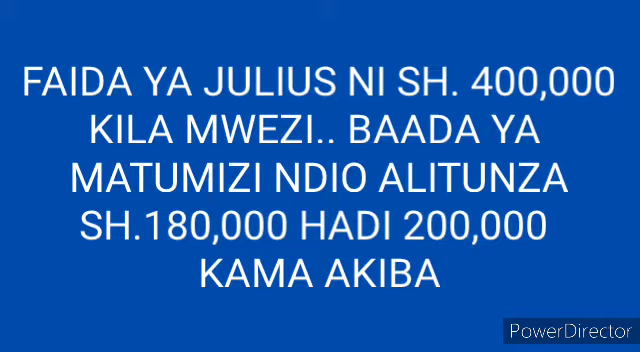 FAIDA YA JULIUS NI SH. 400,000
KILA MWEZI.. BAADA YA
MATUMIZI NDIO ALITUNZA
SH.180,000 HADI 200,000
KAMA AKIBA
PowerDirector